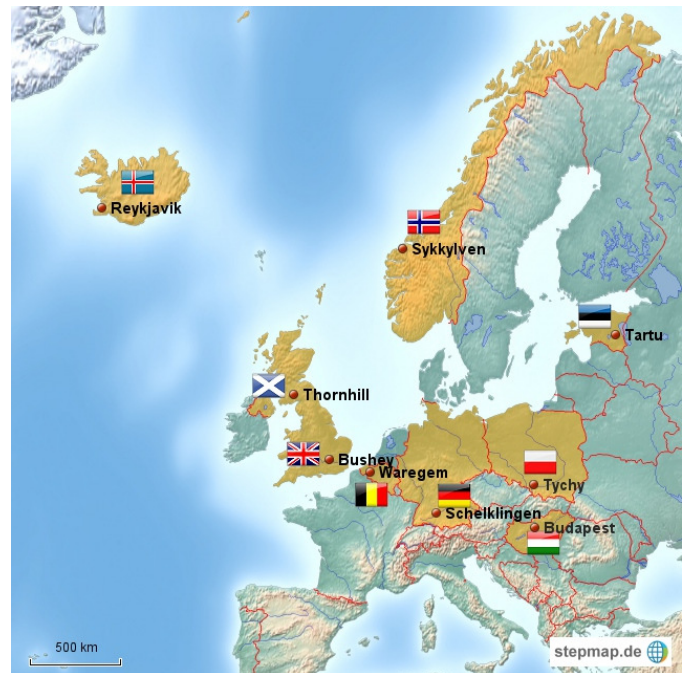 Reykjavik
Sykkylven
Tartu
Thornhill
Bushey
Waregem
Tychy
Schelklingen
Budapest
500 km
stepmap.de